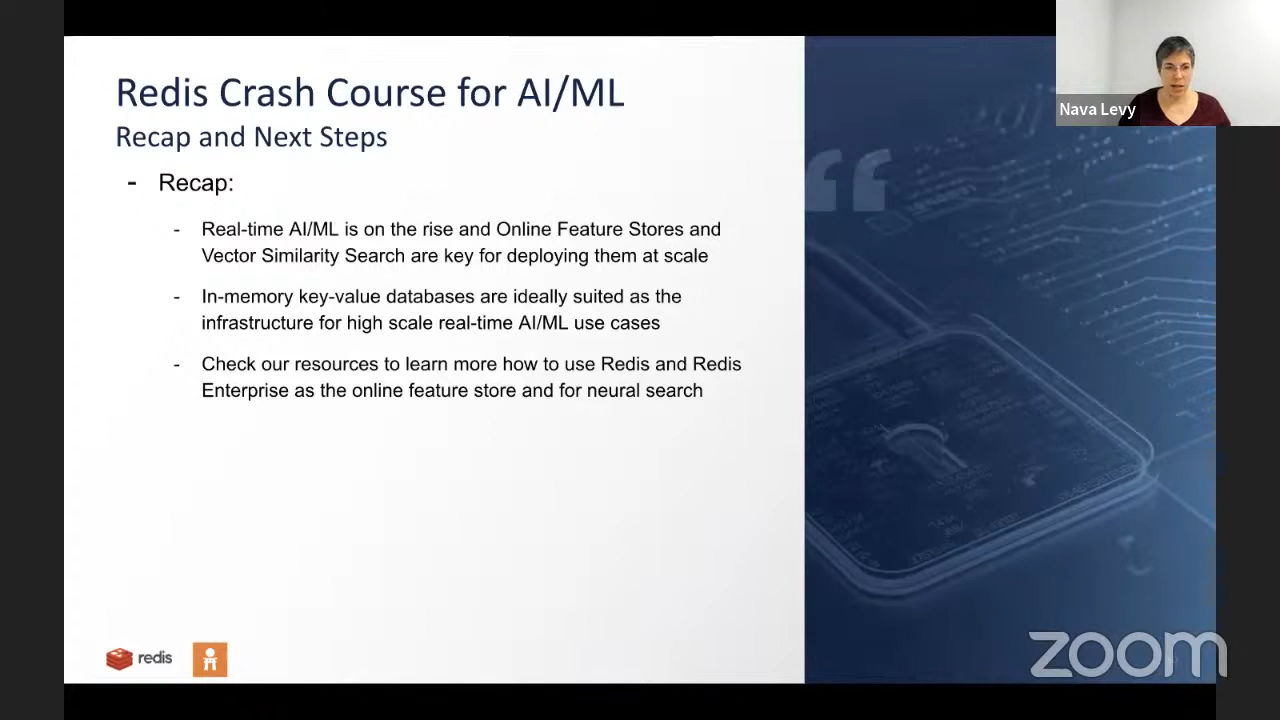 Redis Crash Course for AI/ML
Recap and Next Steps
- Recap:
- Real-time AI/ML is on the rise and Online Feature Stores and
Vector Similarity Search are key for deploying them at scale
- In-memory key-value databases are ideally suited as the
infrastructure for high scale real-time AI/ML use cases
- Check our resources to learn more how to use Redis and Redis
Enterprise as the online feature store and for neural search
redis
Nava Levy
zoom